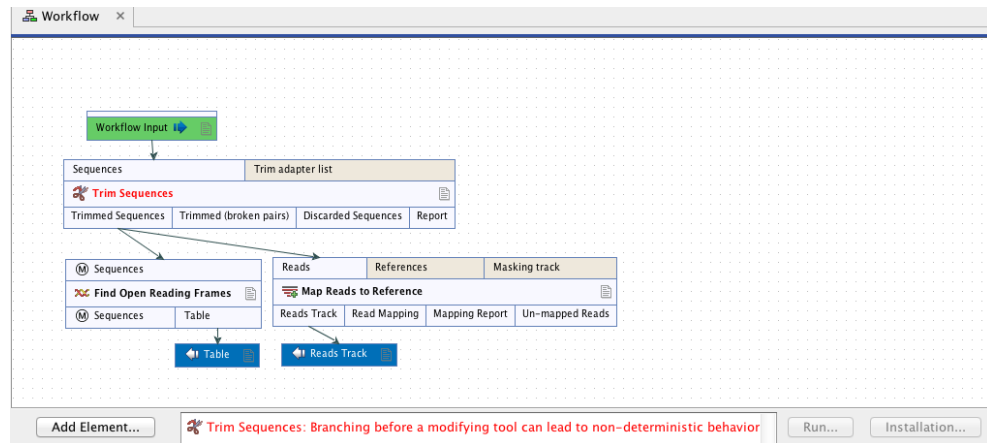 Workflow ×
Workflow Input
Sequences Trim adapter list
Trim Sequences
Trimmed Sequences Trimmed (broken pairs) Discarded Sequences Report
M Sequences
Reads References Masking track
Find Open Reading Frames
Map Reads to Reference
M Sequences Table
Reads Track Read Mapping Mapping Report Un-mapped Reads
Table
Reads Track
Add Element...
Trim Sequences: Branching before a modifying tool can lead to non-deterministic behavior
Run...
Installation...